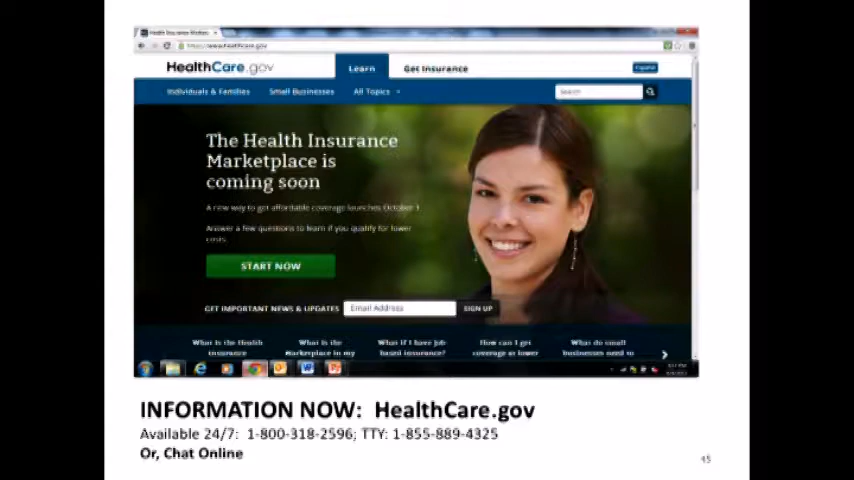 HealthCare.gov
Learn
Get Insurance
Español
Individuals & Families
Small Businesses
All Topics
Search
The Health Insurance
Marketplace is
coming soon
A new way to get affordable coverage launches October 1
Answer a few questions to learn if you qualify for lower
costs.
START NOW
GET IMPORTANT NEWS & UPDATES
Email Address
SIGN UP
What is the Health
Insurance
What is the
Marketplace in my
What if I have job-
based insurance?
How can I get
coverage at lower
What do small
businesses need to
INFORMATION NOW: HealthCare.gov
Available 24/7: 1-800-318-2596; TTY: 1-855-889-4325
Or, Chat Online
45